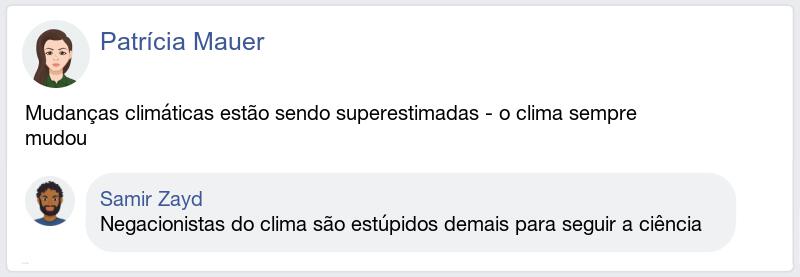 Patrícia Mauer
Mudanças climáticas estão sendo superestimadas - o clima sempre
mudou
Samir Zayd
Negacionistas do clima são estúpidos demais para seguir a ciência